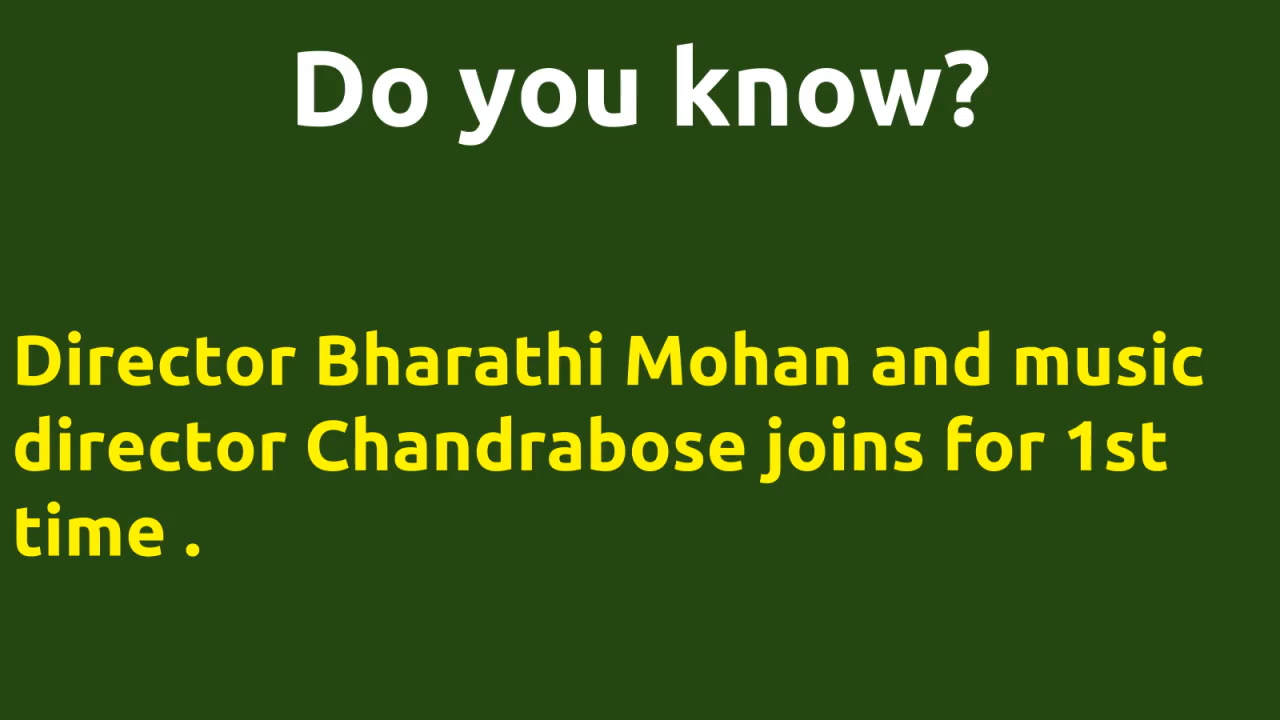 Do you know?
Director Bharathi Mohan and music
director Chandrabose joins for 1st
time .